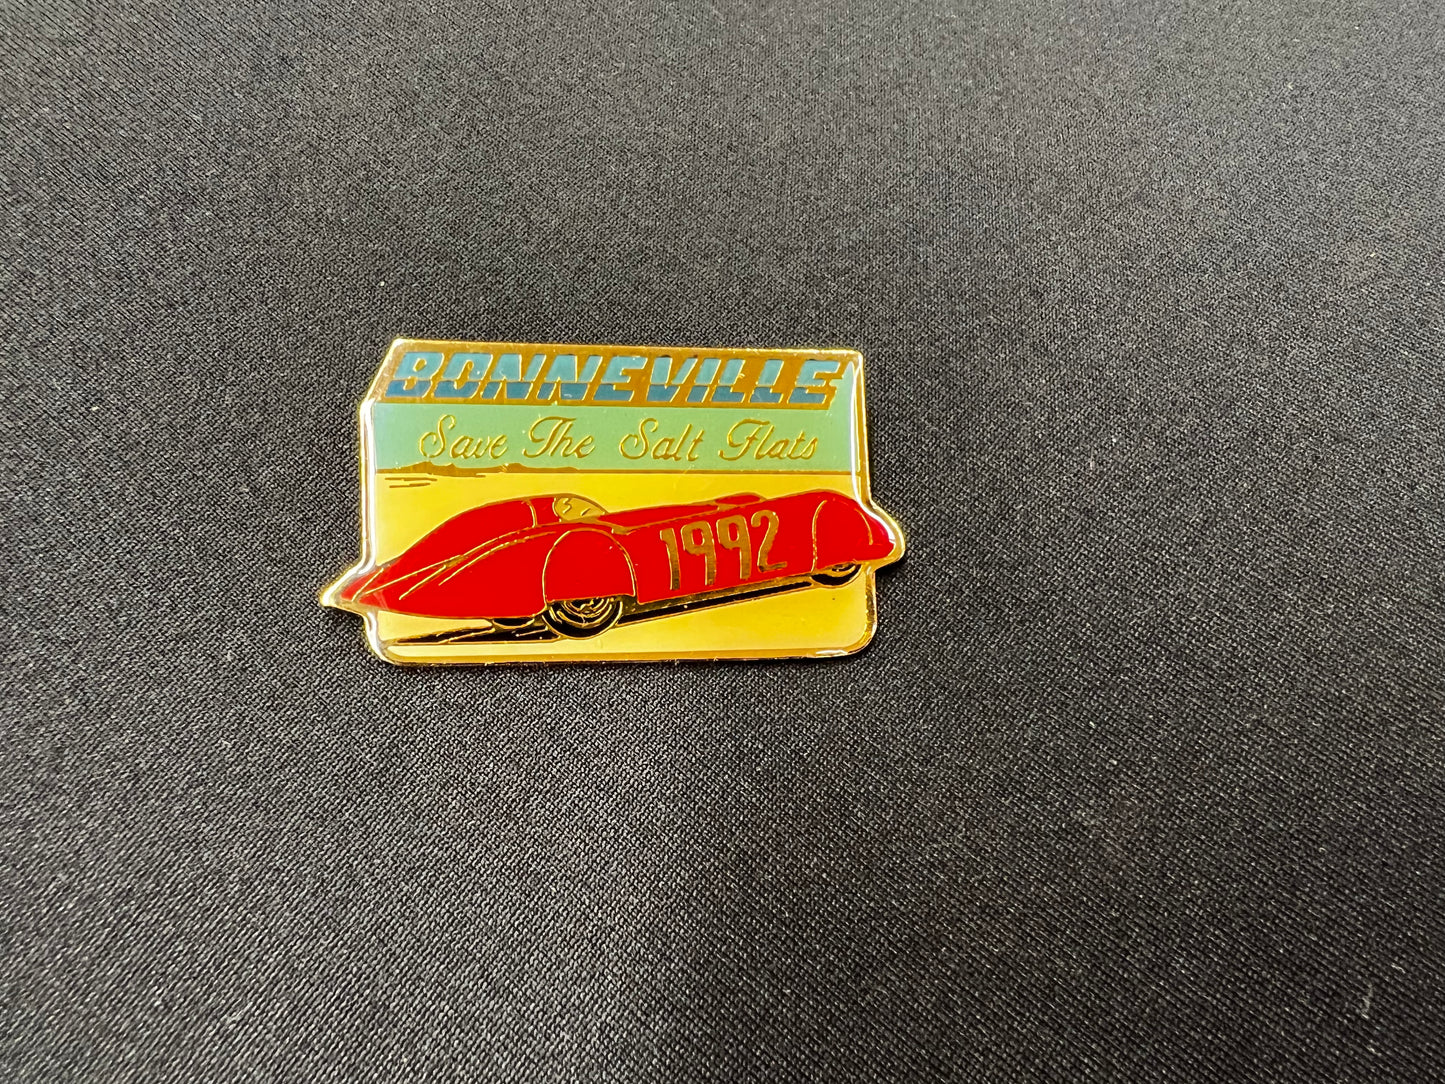 BONNEVILLE
Save The Salt Flats
1992